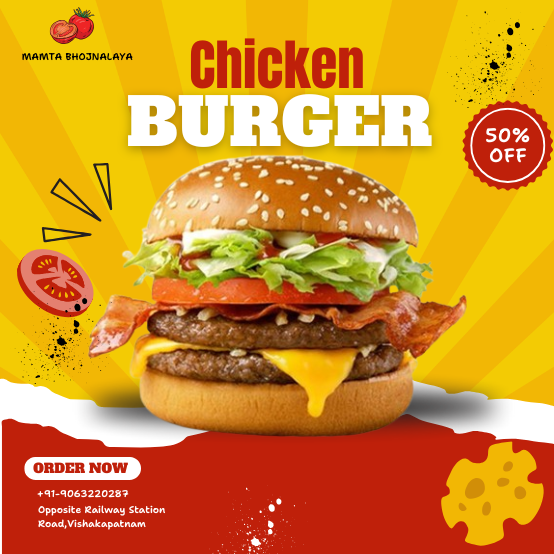 MAMTA BHOJNALAYA
Chicken
BURGER
50%
OFF
ORDER NOW
+91-9063220287
Opposite Railway Station
Road,Vishakapatnam